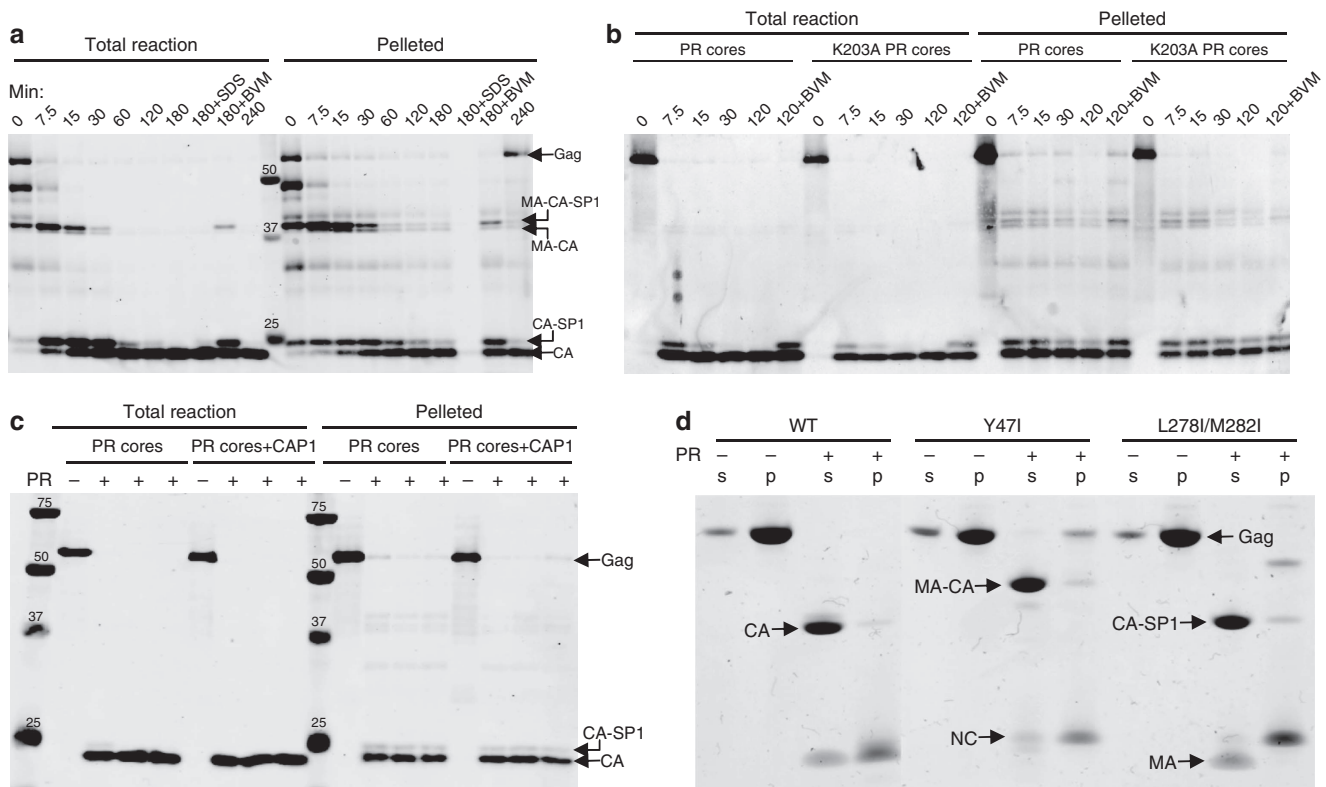 a
Total reaction
Pelleted
Min:
0 7.5 15 30 60 120 180 180+SDS 180+BVM 240
0 7.5 15 30 60 120 180 180+SDS 180+BVM 240
50
37
25
Gag
MA-CA-SP1
MA-CA
CA-SP1
CA
b
Total reaction
Pelleted
PR cores
K203A PR cores
PR cores
K203A PR cores
0 7.5 15 30 120 120+BVM
0 7.5 15 30 120 120+BVM
0 7.5 15 30 120 120+BVM
0 7.5 15 30 120 120+BVM
c
Total reaction
Pelleted
PR cores
PR cores+CAP1
PR cores
PR cores+CAP1
PR – + + + – + + + – + + + – + + +
75
50
37
25
75
50
37
25
Gag
CA-SP1
CA
d
WT
Y47I
L278I/M282I
PR – – + + – – + + – – + +
s p s p s p s p s p s p
Gag
MA-CA
CA
CA-SP1
NC
MA